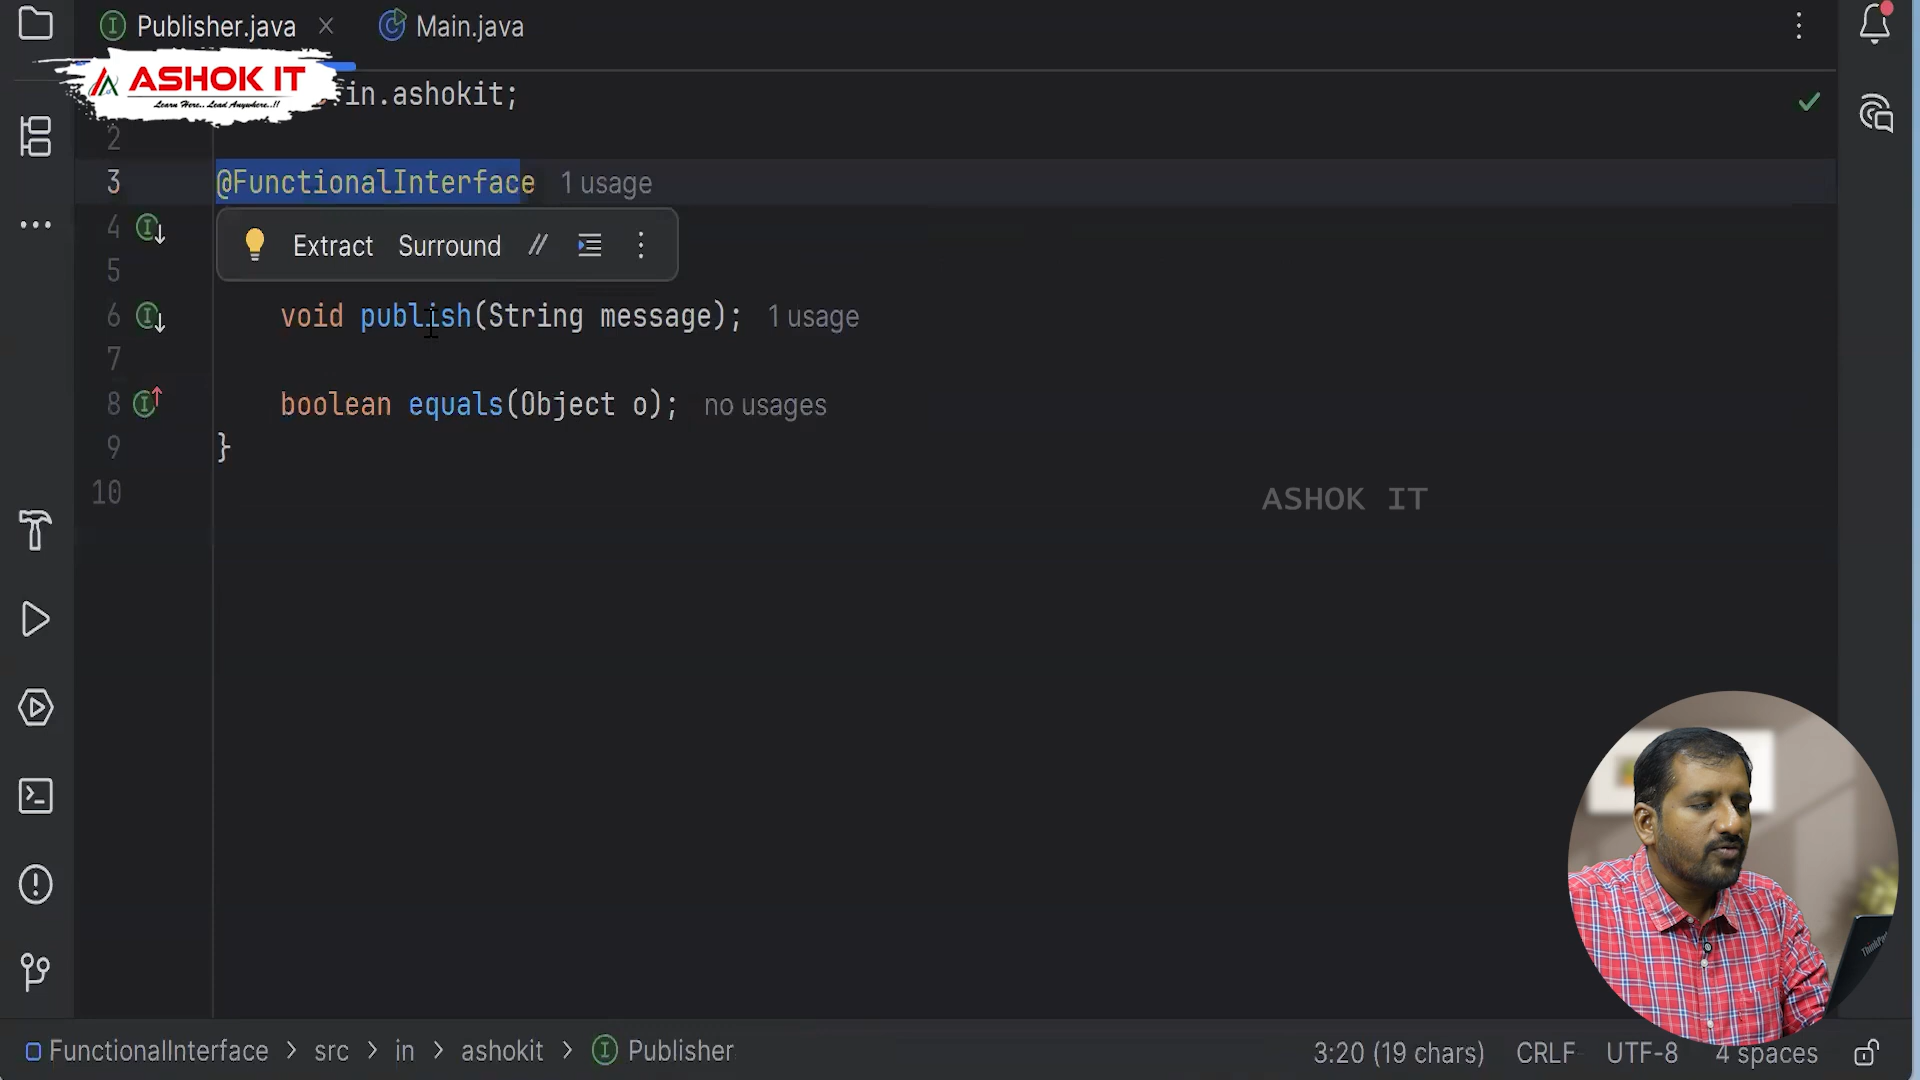 Publisher.java
Main.java
ASHOK IT
Learn Here.. Lead Anywhere..!!
in.ashokit;
2
3 @FunctionalInterface 1 usage
4
Extract Surround //
5
6 void publish(String message); 1 usage
7
8 boolean equals(Object o); no usages
9 }
10
ASHOK IT
ThinkPad
FunctionalInterface > src > in > ashokit > Publisher
3:20 (19 chars) CRLF UTF-8 4 spaces